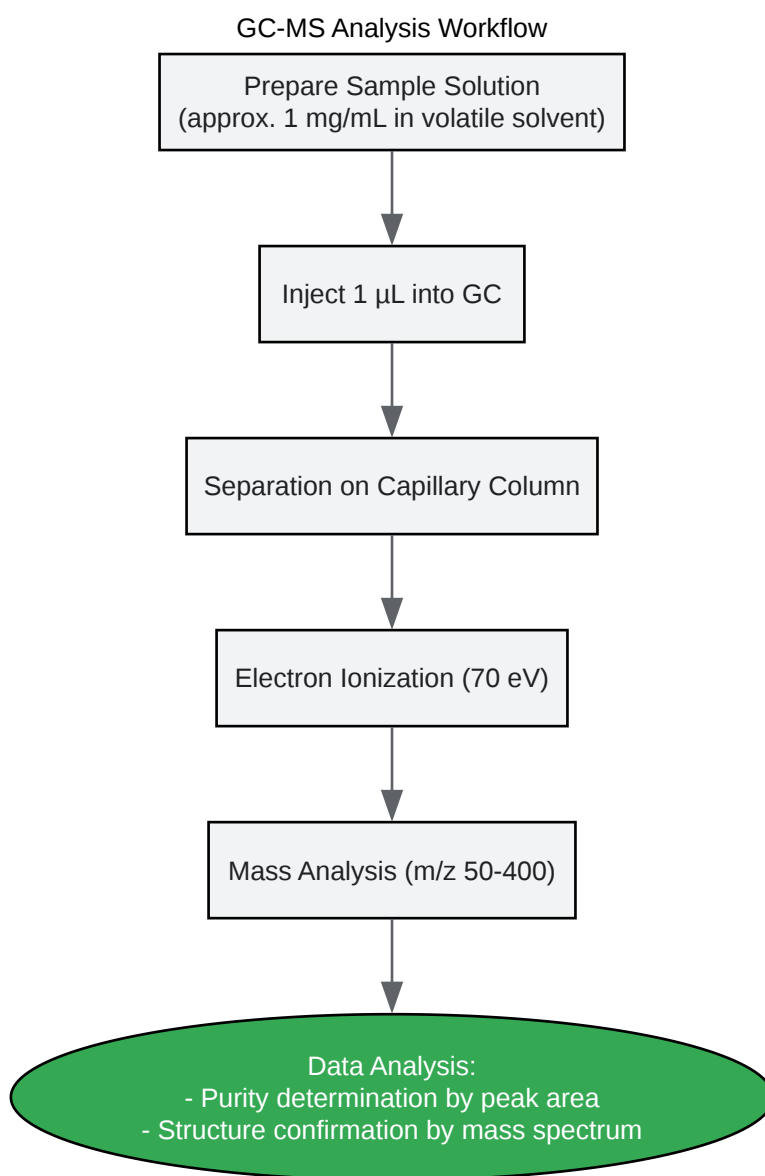 GC-MS Analysis Workflow
Prepare Sample Solution
(approx. 1 mg/mL in volatile solvent)
Inject 1 µL into GC
Separation on Capillary Column
Electron Ionization (70 eV)
Mass Analysis (m/z 50-400)
Data Analysis:
- Purity determination by peak area
- Structure confirmation by mass spectrum